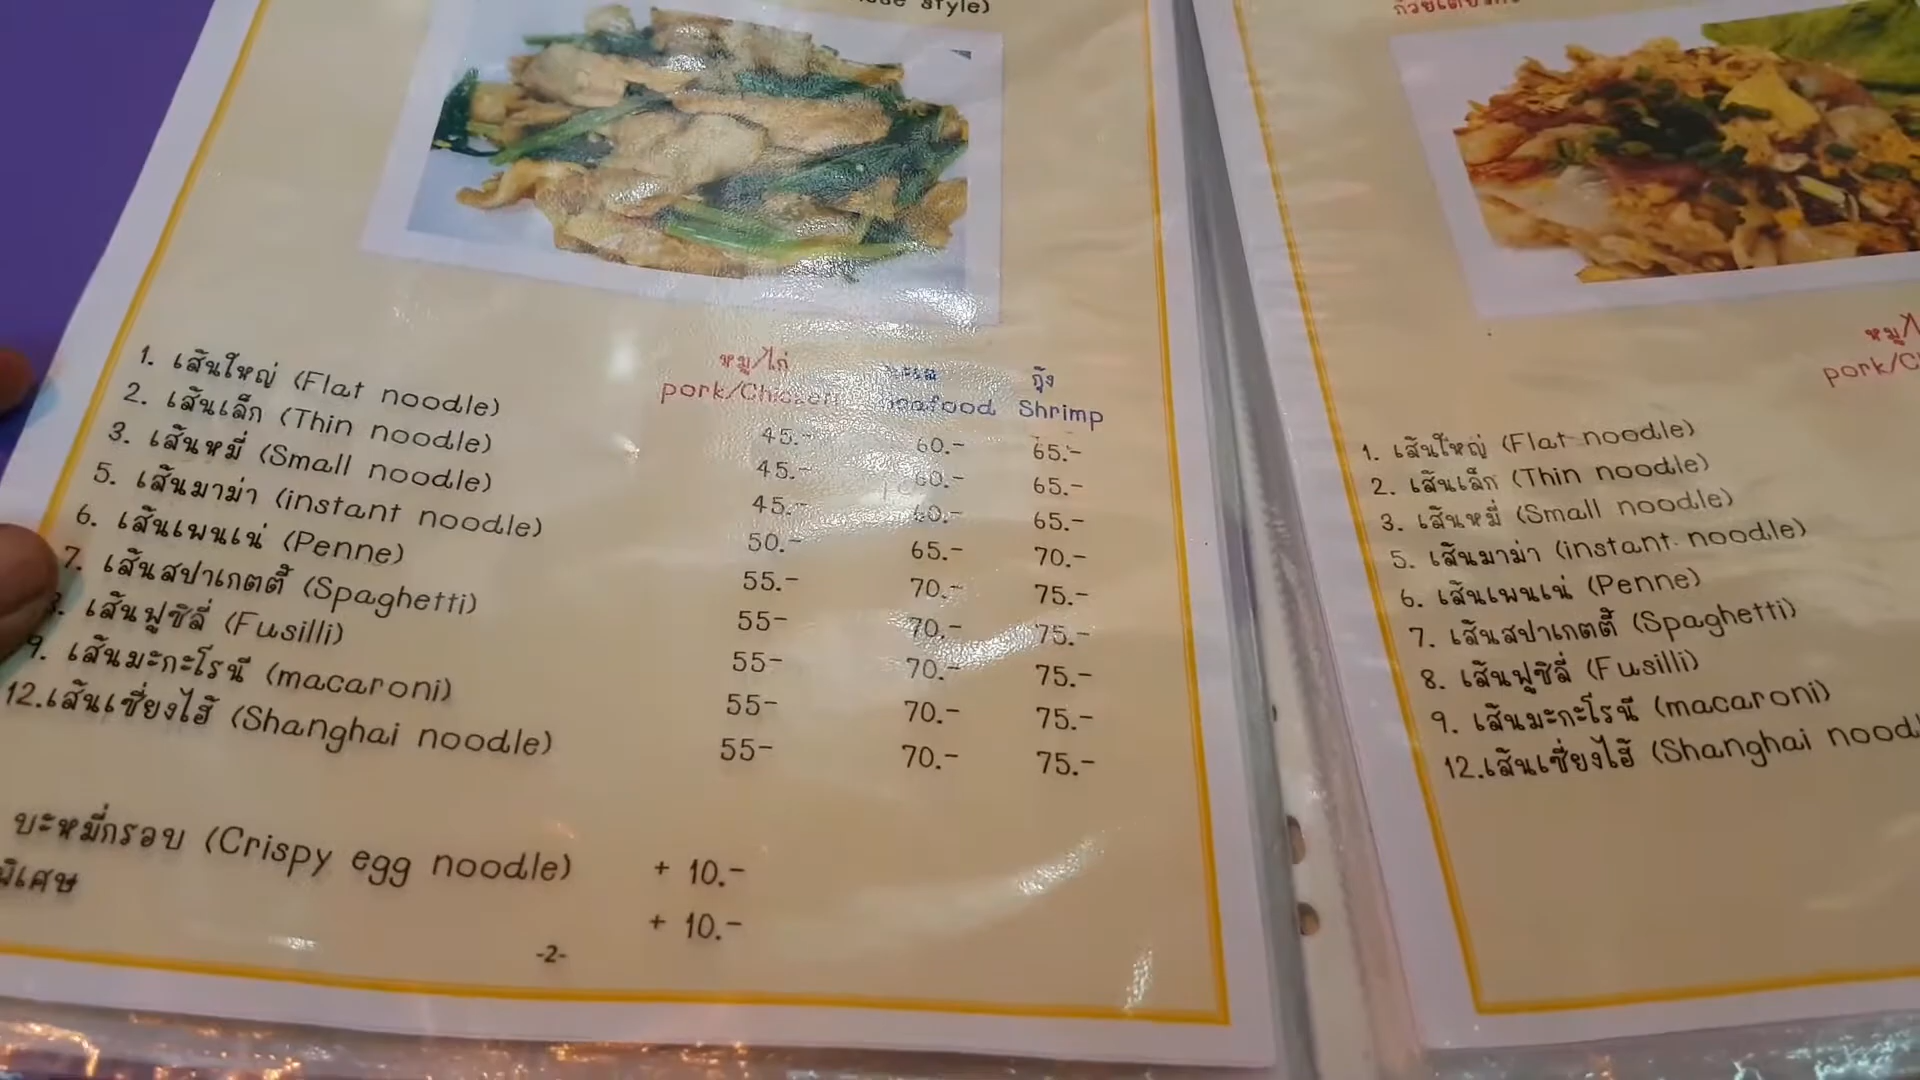 style)
หมู/ไก่ กุ้ง
pork/Chicken Seafood Shrimp
1. เส้นใหญ่ (Flat noodle) 45.- 60.- 65.-
2. เส้นเล็ก (Thin noodle) 45.- 60.- 65.-
3. เส้นหมี่ (Small noodle) 45.- 60.- 65.-
5. เส้นมาม่า (instant noodle) 50.- 65.- 70.-
6. เส้นเพนเน่ (Penne) 55.- 70.- 75.-
7. เส้นสปาเกตตี้ (Spaghetti) 55- 70.- 75.-
8. เส้นฟูซิลี่ (Fusilli) 55- 70.- 75.-
9. เส้นมะกะโรนี (macaroni) 55- 70.- 75.-
12.เส้นเซี่ยงไฮ้ (Shanghai noodle) 55- 70.- 75.-
บะหมี่กรอบ (Crispy egg noodle) + 10.-
พิเศษ + 10.-
-2-
หมู/
pork/C
1. เส้นใหญ่ (Flat noodle)
2. เส้นเล็ก (Thin noodle)
3. เส้นหมี่ (Small noodle)
5. เส้นมาม่า (instant noodle)
6. เส้นเพนเน่ (Penne)
7. เส้นสปาเกตตี้ (Spaghetti)
8. เส้นฟูซิลี่ (Fusilli)
9. เส้นมะกะโรนี (macaroni)
12.เส้นเซี่ยงไฮ้ (Shanghai nood